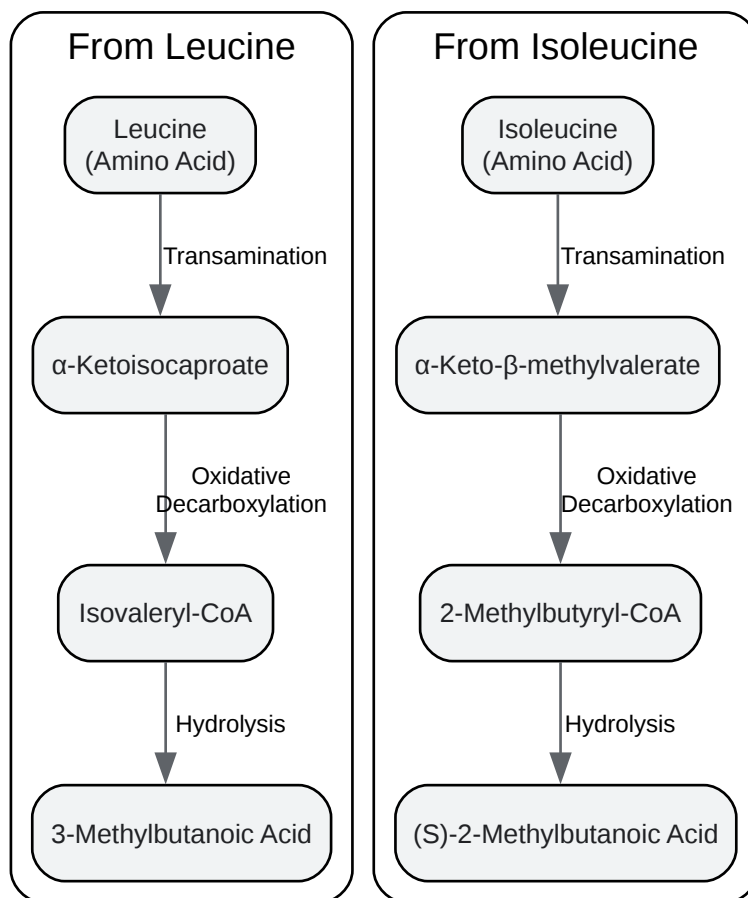 From Leucine
Leucine
(Amino Acid)
Transamination
α-Ketoisocaproate
Oxidative
Decarboxylation
Isovaleryl-CoA
Hydrolysis
3-Methylbutanoic Acid
From Isoleucine
Isoleucine
(Amino Acid)
Transamination
α-Keto-β-methylvalerate
Oxidative
Decarboxylation
2-Methylbutyryl-CoA
Hydrolysis
(S)-2-Methylbutanoic Acid